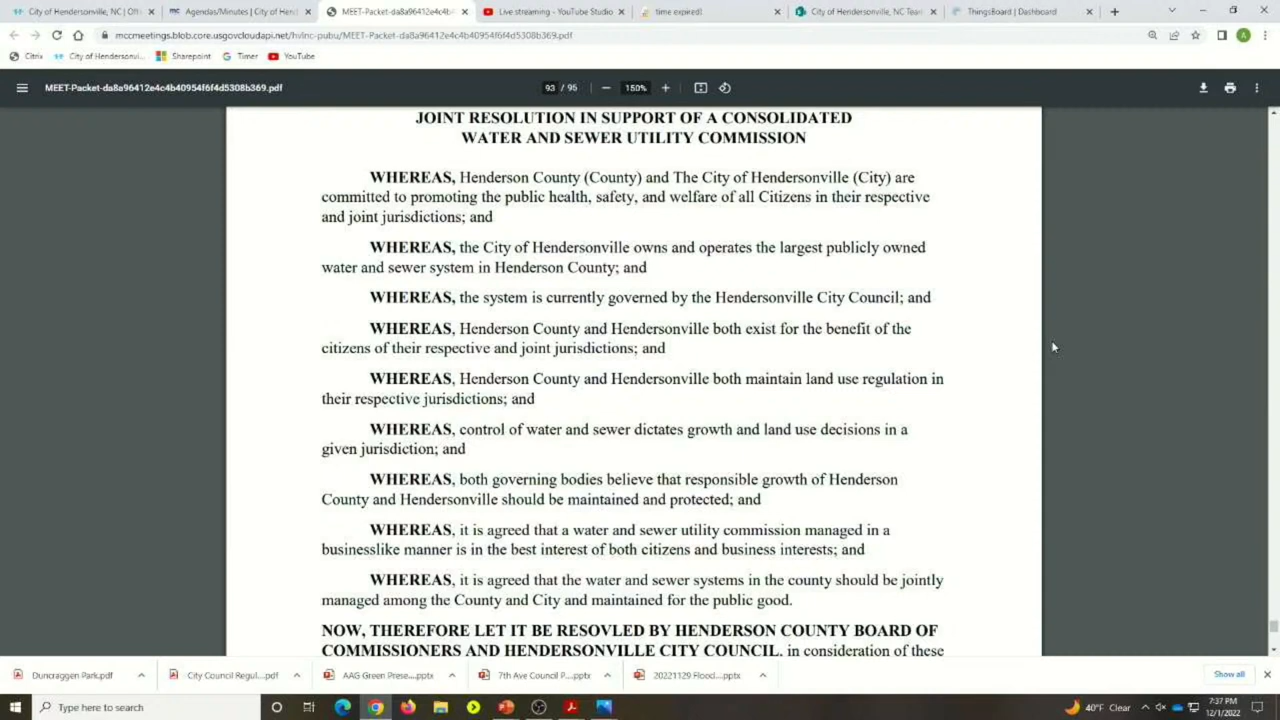 City of Hendersonville, NC | Offi
Agendas/Minutes | City of Hend
MEET-Packet-da8a96412e4c4b
Live streaming - YouTube Studio
time expired!
City of Hendersonville, NC-Team
ThingsBoard | Dashboard
mccmeetings.blob.core.usgovcloudapi.net/hvlnc-pubu/MEET-Packet-da8a96412e4c4b40954f6f4d5308b369.pdf
Citrix
City of Hendersonvi...
Sharepoint
Timer
YouTube
MEET-Packet-da8a96412e4c4b40954f6f4d5308b369.pdf
93 / 95
150%
JOINT RESOLUTION IN SUPPORT OF A CONSOLIDATED
WATER AND SEWER UTILITY COMMISSION
WHEREAS, Henderson County (County) and The City of Hendersonville (City) are
committed to promoting the public health, safety, and welfare of all Citizens in their respective
and joint jurisdictions; and
WHEREAS, the City of Hendersonville owns and operates the largest publicly owned
water and sewer system in Henderson County; and
WHEREAS, the system is currently governed by the Hendersonville City Council; and
WHEREAS, Henderson County and Hendersonville both exist for the benefit of the
citizens of their respective and joint jurisdictions; and
WHEREAS, Henderson County and Hendersonville both maintain land use regulation in
their respective jurisdictions; and
WHEREAS, control of water and sewer dictates growth and land use decisions in a
given jurisdiction; and
WHEREAS, both governing bodies believe that responsible growth of Henderson
County and Hendersonville should be maintained and protected; and
WHEREAS, it is agreed that a water and sewer utility commission managed in a
businesslike manner is in the best interest of both citizens and business interests; and
WHEREAS, it is agreed that the water and sewer systems in the county should be jointly
managed among the County and City and maintained for the public good.
NOW, THEREFORE LET IT BE RESOVLED BY HENDERSON COUNTY BOARD OF
COMMISSIONERS AND HENDERSONVILLE CITY COUNCIL, in consideration of these
Duncraggen Park.pdf
City Council Regul....pdf
AAG Green Prese....pptx
7th Ave Council P....pptx
20221129 Flood....pptx
Show all
Type here to search
40°F Clear
7:37 PM
12/1/2022